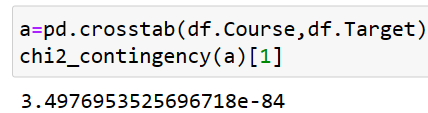 a=pd.crosstab(df.Course,df.Target)
chi2_contingency(a)[1]
3.4976953525696718e-84